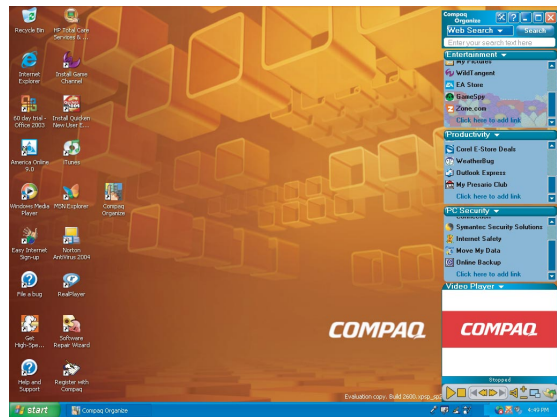 Recycle Bin
HP Total Care
Services & ...
Internet
Explorer
Install Game
Channel
60 day trial -
Office 2003
Install Quicken
New User E...
America Online
9.0
iTunes
Windows Media
Player
MSN Explorer
Compaq
Organize
Easy Internet
Sign-up
Norton
AntiVirus 2004
File a bug
RealPlayer
Get
High-Spe...
Software
Repair Wizard
Help and
Support
Register with
Compaq
Compaq
Organize
Web Search
Search
Enter your search text here
Entertainment
My Pictures
WildTangent
EA Store
GameSpy
Zone.com
Click here to add link
Productivity
Corel E-Store Deals
WeatherBug
Outlook Express
My Presario Club
Click here to add link
PC Security
Connection
Symantec Security Solutions
Internet Safety
Move My Data
Online Backup
Click here to add link
Video Player
COMPAQ
Stopped
COMPAQ
Evaluation copy. Build 2600.xpsp_sp2
start
Compaq Organize
4:49 PM